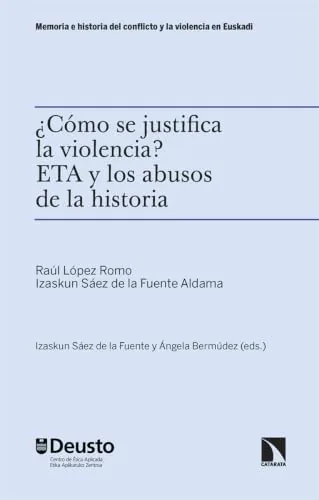 Memoria e historia del conflicto y la violencia en Euskadi
¿Cómo se justifica
la violencia?
ETA y los abusos
de la historia
Raúl López Romo
Izaskun Sáez de la Fuente Aldama
Izaskun Sáez de la Fuente y Ángela Bermúdez (eds.)
Deusto
Centro de Ética Aplicada
Etika Aplikatuko Zentroa
CATARATA